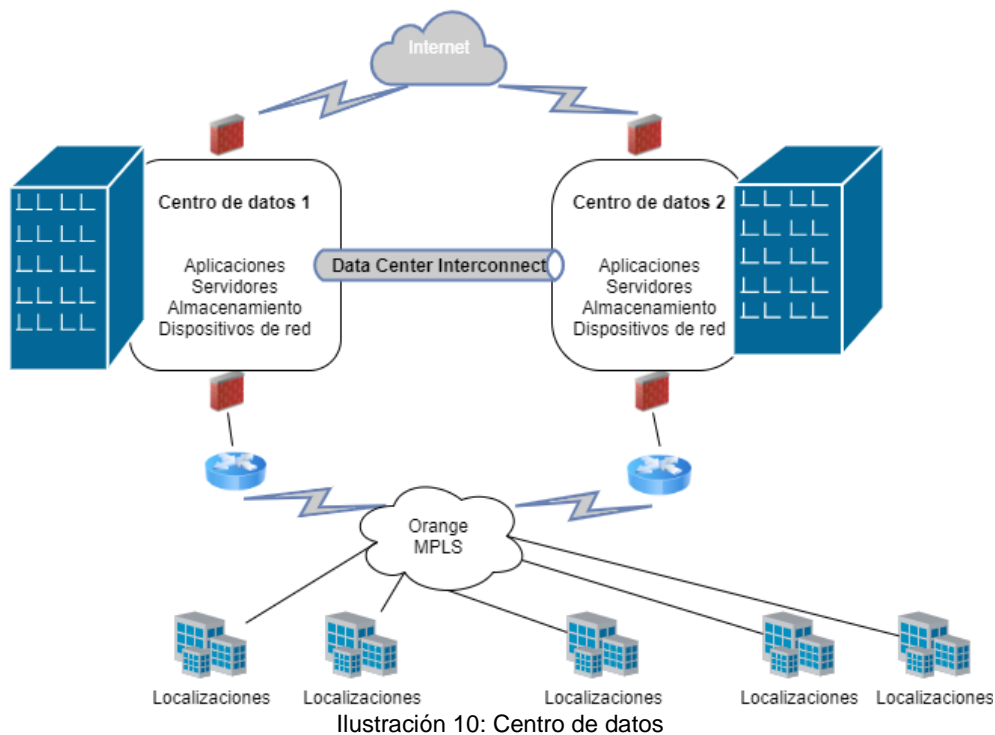 Internet
Centro de datos 1
Aplicaciones
Servidores
Almacenamiento
Dispositivos de red
Data Center Interconnect
Centro de datos 2
Aplicaciones
Servidores
Almacenamiento
Dispositivos de red
Orange
MPLS
Localizaciones
Localizaciones
Localizaciones
Localizaciones
Localizaciones
Ilustración 10: Centro de datos